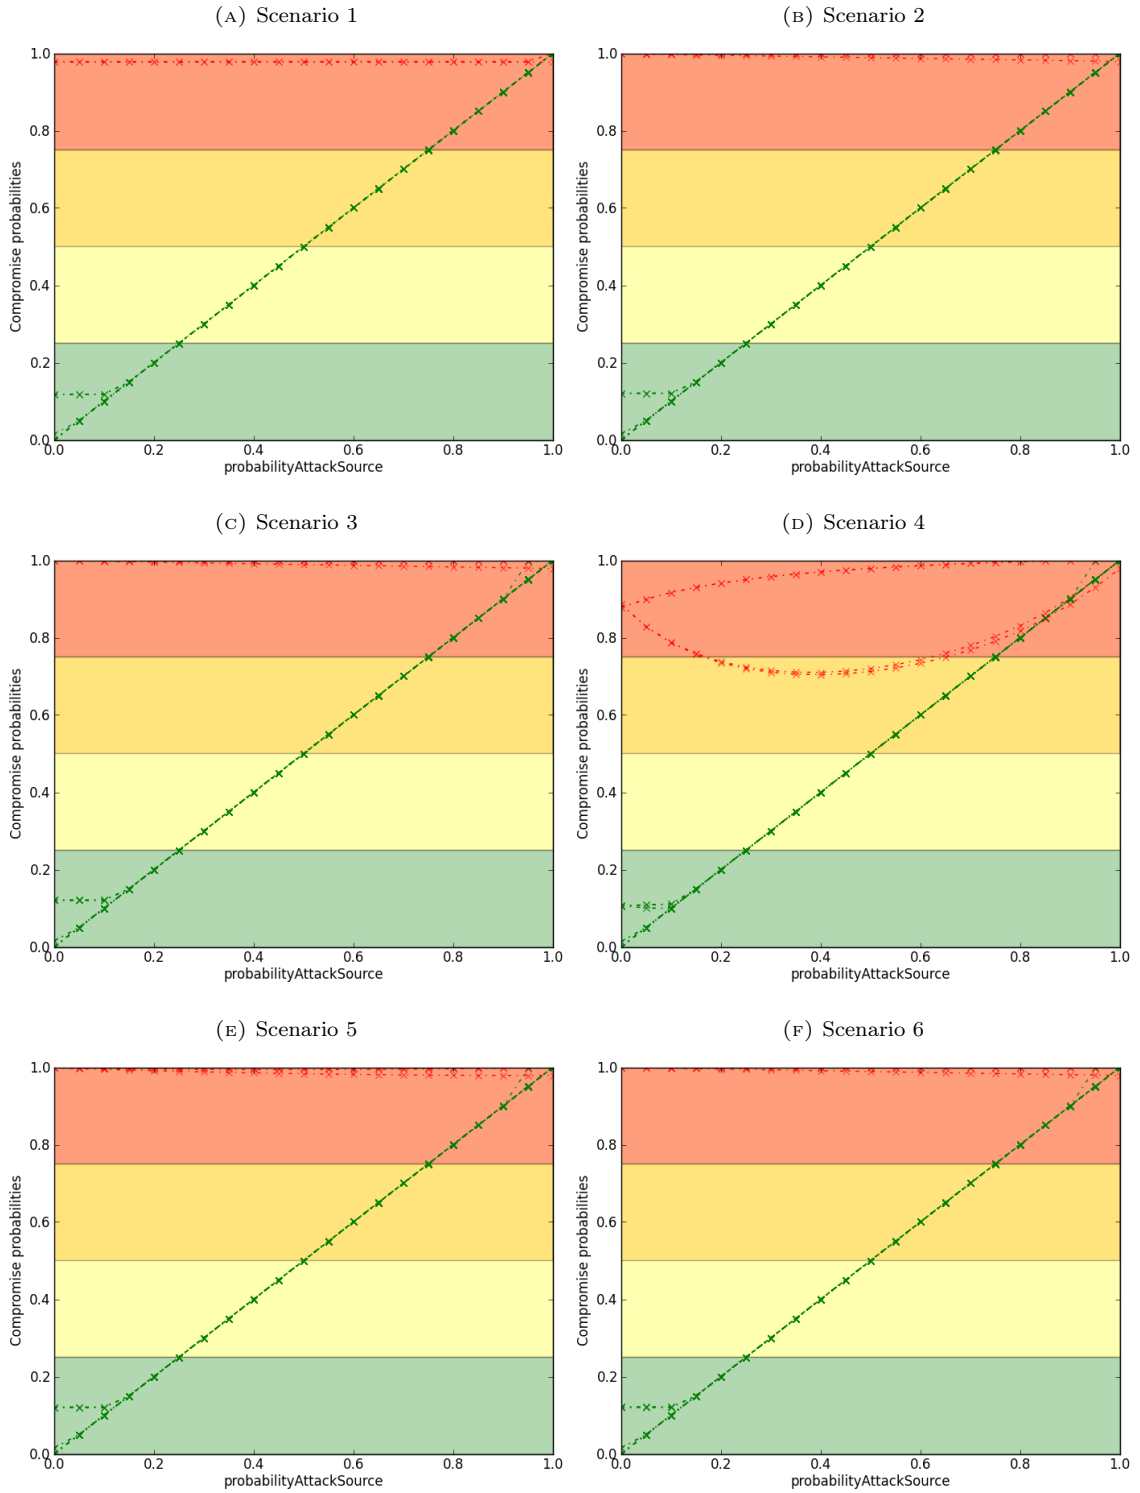 (A) Scenario 1
1.0
0.8
0.6
0.4
0.2
0.0
Compromise probabilities
0.0 0.2 0.4 0.6 0.8 1.0
probabilityAttackSource
(B) Scenario 2
1.0
0.8
0.6
0.4
0.2
0.0
Compromise probabilities
0.0 0.2 0.4 0.6 0.8 1.0
probabilityAttackSource
(C) Scenario 3
1.0
0.8
0.6
0.4
0.2
0.0
Compromise probabilities
0.0 0.2 0.4 0.6 0.8 1.0
probabilityAttackSource
(D) Scenario 4
1.0
0.8
0.6
0.4
0.2
0.0
Compromise probabilities
0.0 0.2 0.4 0.6 0.8 1.0
probabilityAttackSource
(E) Scenario 5
1.0
0.8
0.6
0.4
0.2
0.0
Compromise probabilities
0.0 0.2 0.4 0.6 0.8 1.0
probabilityAttackSource
(F) Scenario 6
1.0
0.8
0.6
0.4
0.2
0.0
Compromise probabilities
0.0 0.2 0.4 0.6 0.8 1.0
probabilityAttackSource